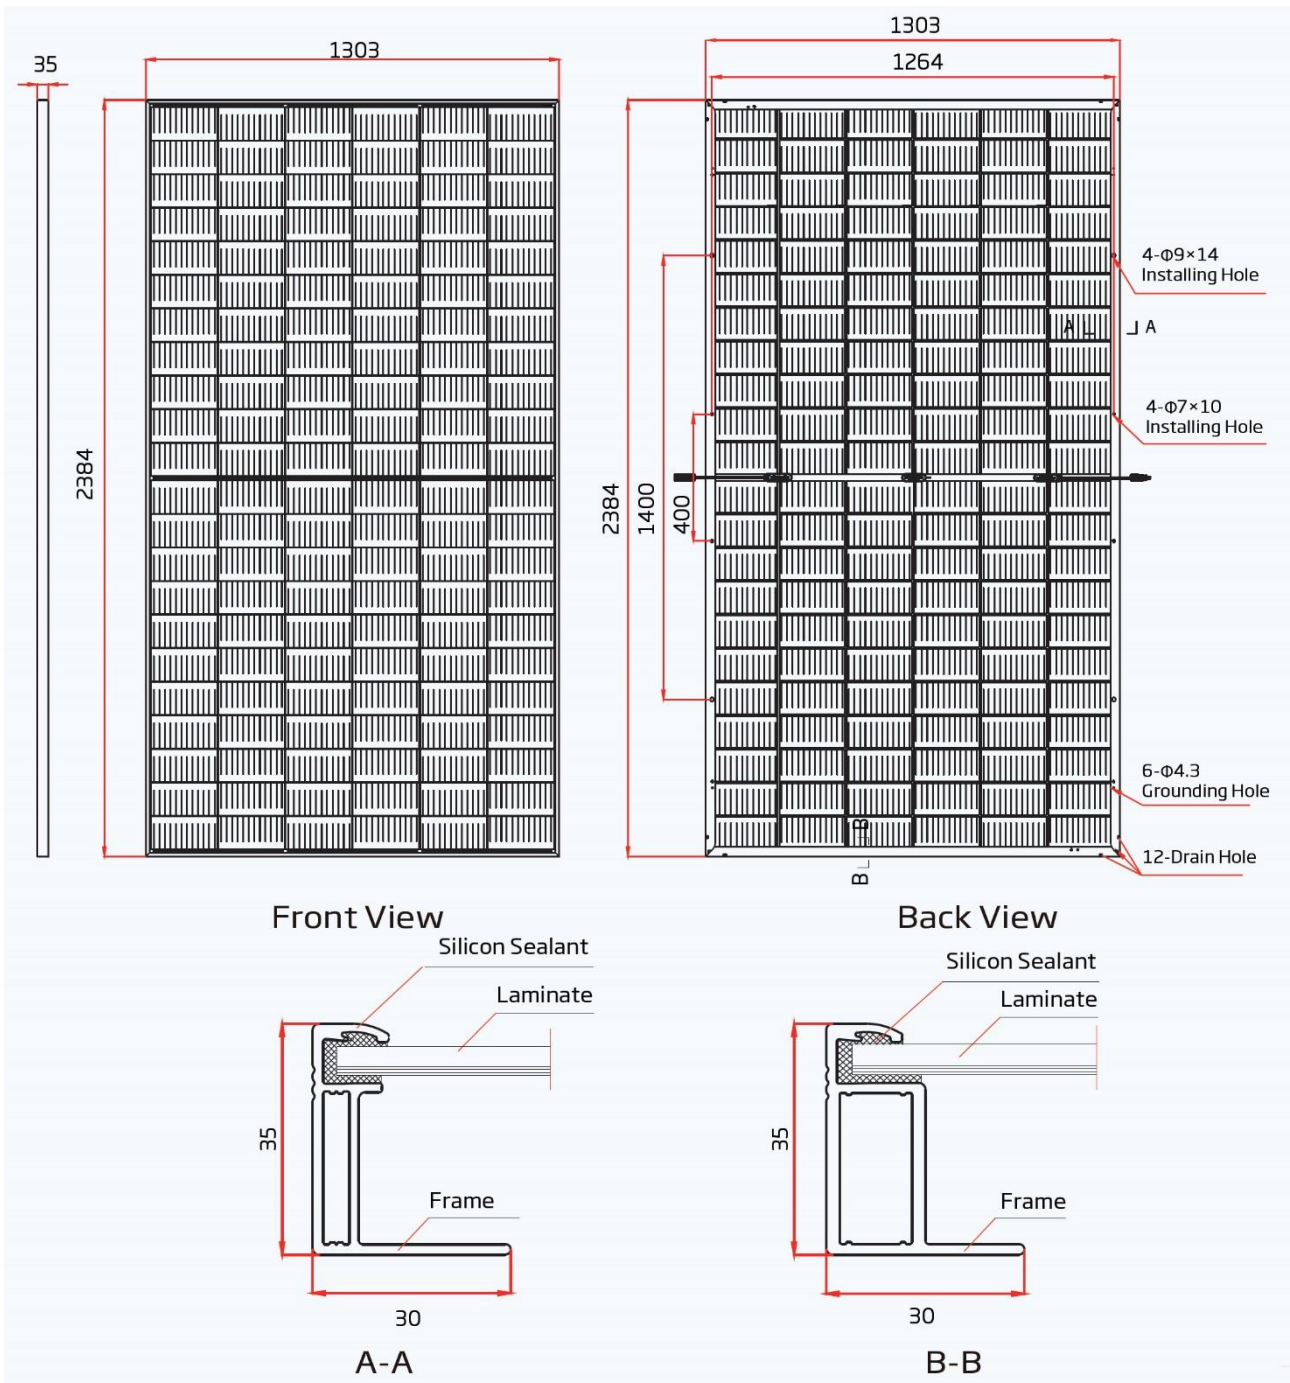 35
1303
2384
Front View
1303
1264
2384
1400
400
4-Φ9×14
Installing Hole
A
A
4-Φ7×10
Installing Hole
6-Φ4.3
Grounding Hole
12-Drain Hole
B
B
Back View
Silicon Sealant
Laminate
35
Frame
30
A-A
Silicon Sealant
Laminate
35
Frame
30
B-B